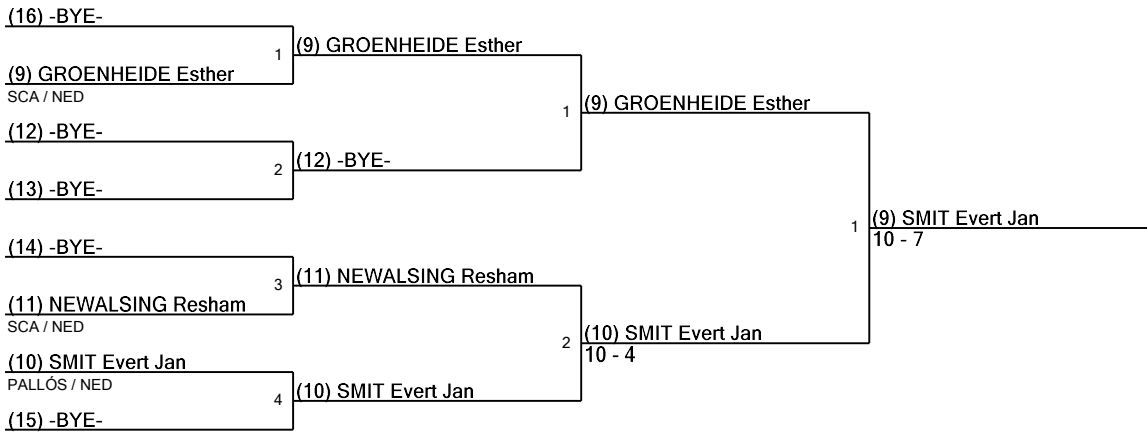 (16) -BYE-
1
(9) GROENHEIDE Esther
(9) GROENHEIDE Esther
SCA / NED
1
(9) GROENHEIDE Esther
(12) -BYE-
2
(12) -BYE-
(13) -BYE-
1
(9) SMIT Evert Jan
10 - 7
(14) -BYE-
3
(11) NEWALSING Resham
(11) NEWALSING Resham
SCA / NED
2
(10) SMIT Evert Jan
10 - 4
(10) SMIT Evert Jan
PALLÓS / NED
4
(10) SMIT Evert Jan
(15) -BYE-